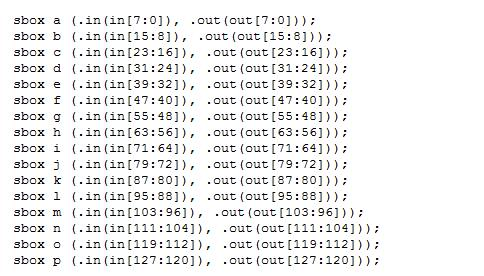 sbox a (.in(in[7:0]), .out(out[7:0]));
sbox b (.in(in[15:8]), .out(out[15:8]));
sbox c (.in(in[23:16]), .out(out[23:16]));
sbox d (.in(in[31:24]), .out(out[31:24]));
sbox e (.in(in[39:32]), .out(out[39:32]));
sbox f (.in(in[47:40]), .out(out[47:40]));
sbox g (.in(in[55:48]), .out(out[55:48]));
sbox h (.in(in[63:56]), .out(out[63:56]));
sbox i (.in(in[71:64]), .out(out[71:64]));
sbox j (.in(in[79:72]), .out(out[79:72]));
sbox k (.in(in[87:80]), .out(out[87:80]));
sbox l (.in(in[95:88]), .out(out[95:88]));
sbox m (.in(in[103:96]), .out(out[103:96]));
sbox n (.in(in[111:104]), .out(out[111:104]));
sbox o (.in(in[119:112]), .out(out[119:112]));
sbox p (.in(in[127:120]), .out(out[127:120]));